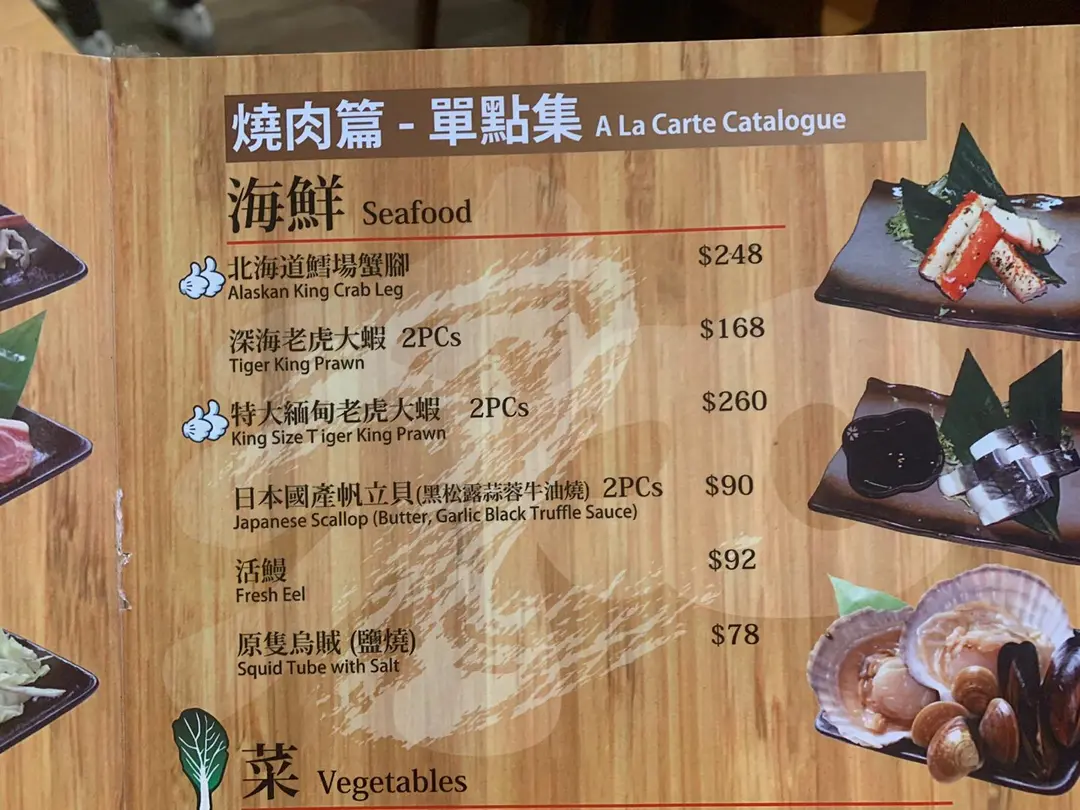 燒肉篇 - 單點集 A La Carte Catalogue
海鮮 Seafood
北海道鱈場蟹腳 $248
Alaskan King Crab Leg
深海老虎大蝦 2PCs $168
Tiger King Prawn
特大緬甸老虎大蝦 2PCs $260
King Size Tiger King Prawn
日本國產帆立貝(黑松露蒜蓉牛油燒) 2PCs $90
Japanese Scallop (Butter, Garlic Black Truffle Sauce)
活鰻 $92
Fresh Eel
原隻烏賊 (鹽燒) $78
Squid Tube with Salt
菜 Vegetables